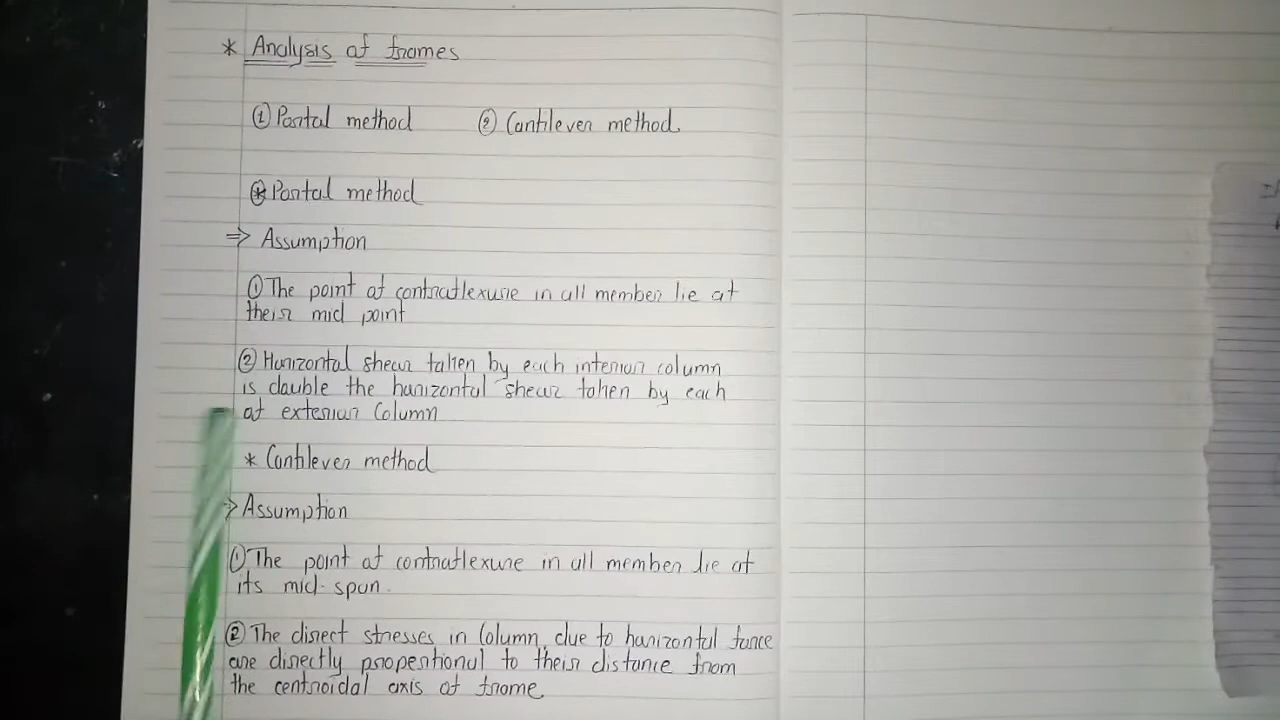 * Analysis of frames
① Portal method ② Cantilever method.
* Portal method
⇒ Assumption
① The point of contraflexure in all member lie at
their mid point
② Horizontal shear taken by each interior column
is double the horizontal shear taken by each
of exterior column
* Cantilever method
⇒ Assumption
① The point of contraflexure in all member lie at
its mid-span.
② The direct stresses in column, due to horizontal force
are directly propertional to their distance from
the centroidal axis of frame.